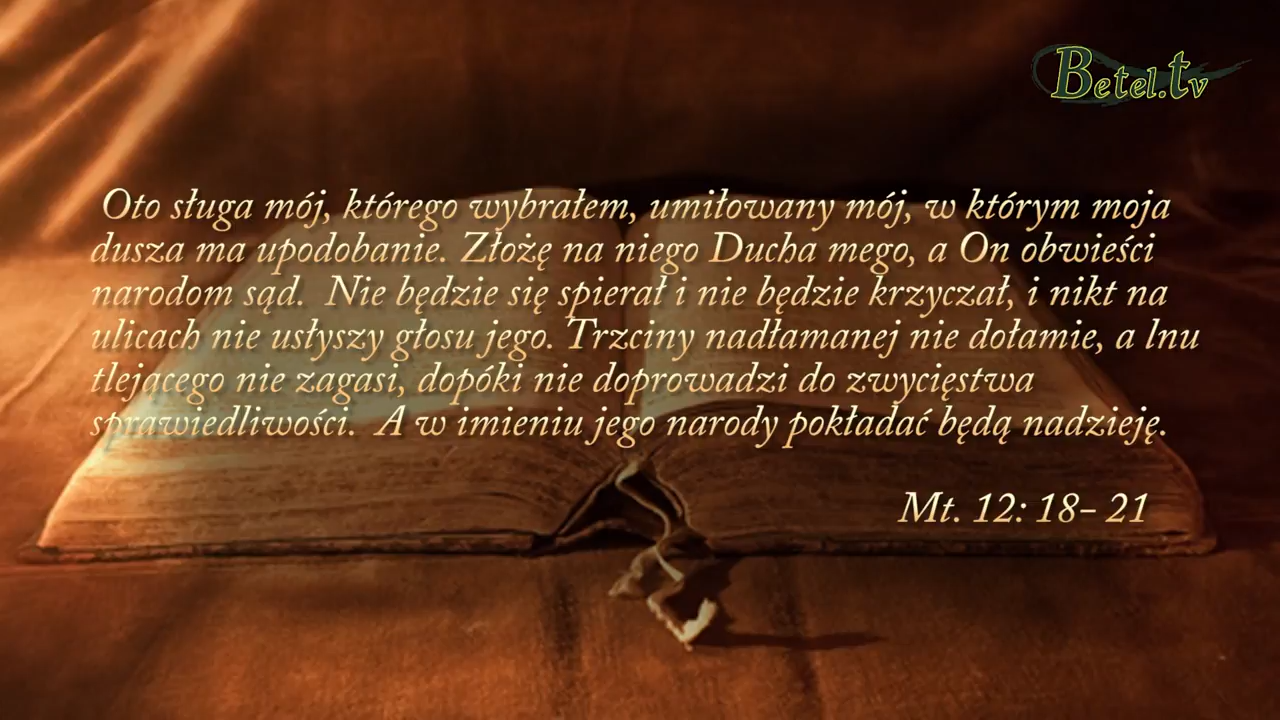 Betel.tv
Oto sługa mój, którego wybrałem, umiłowany mój, w którym moja
dusza ma upodobanie. Złożę na niego Ducha mego, a On obwieści
narodom sąd. Nie będzie się spierał i nie będzie krzyczał, i nikt na
ulicach nie usłyszy głosu jego. Trzciny nadłamanej nie dołamie, a lnu
tlejącego nie zagasi, dopóki nie doprowadzi do zwycięstwa
sprawiedliwości. A w imieniu jego narody pokładać będą nadzieję.
Mt. 12: 18- 21